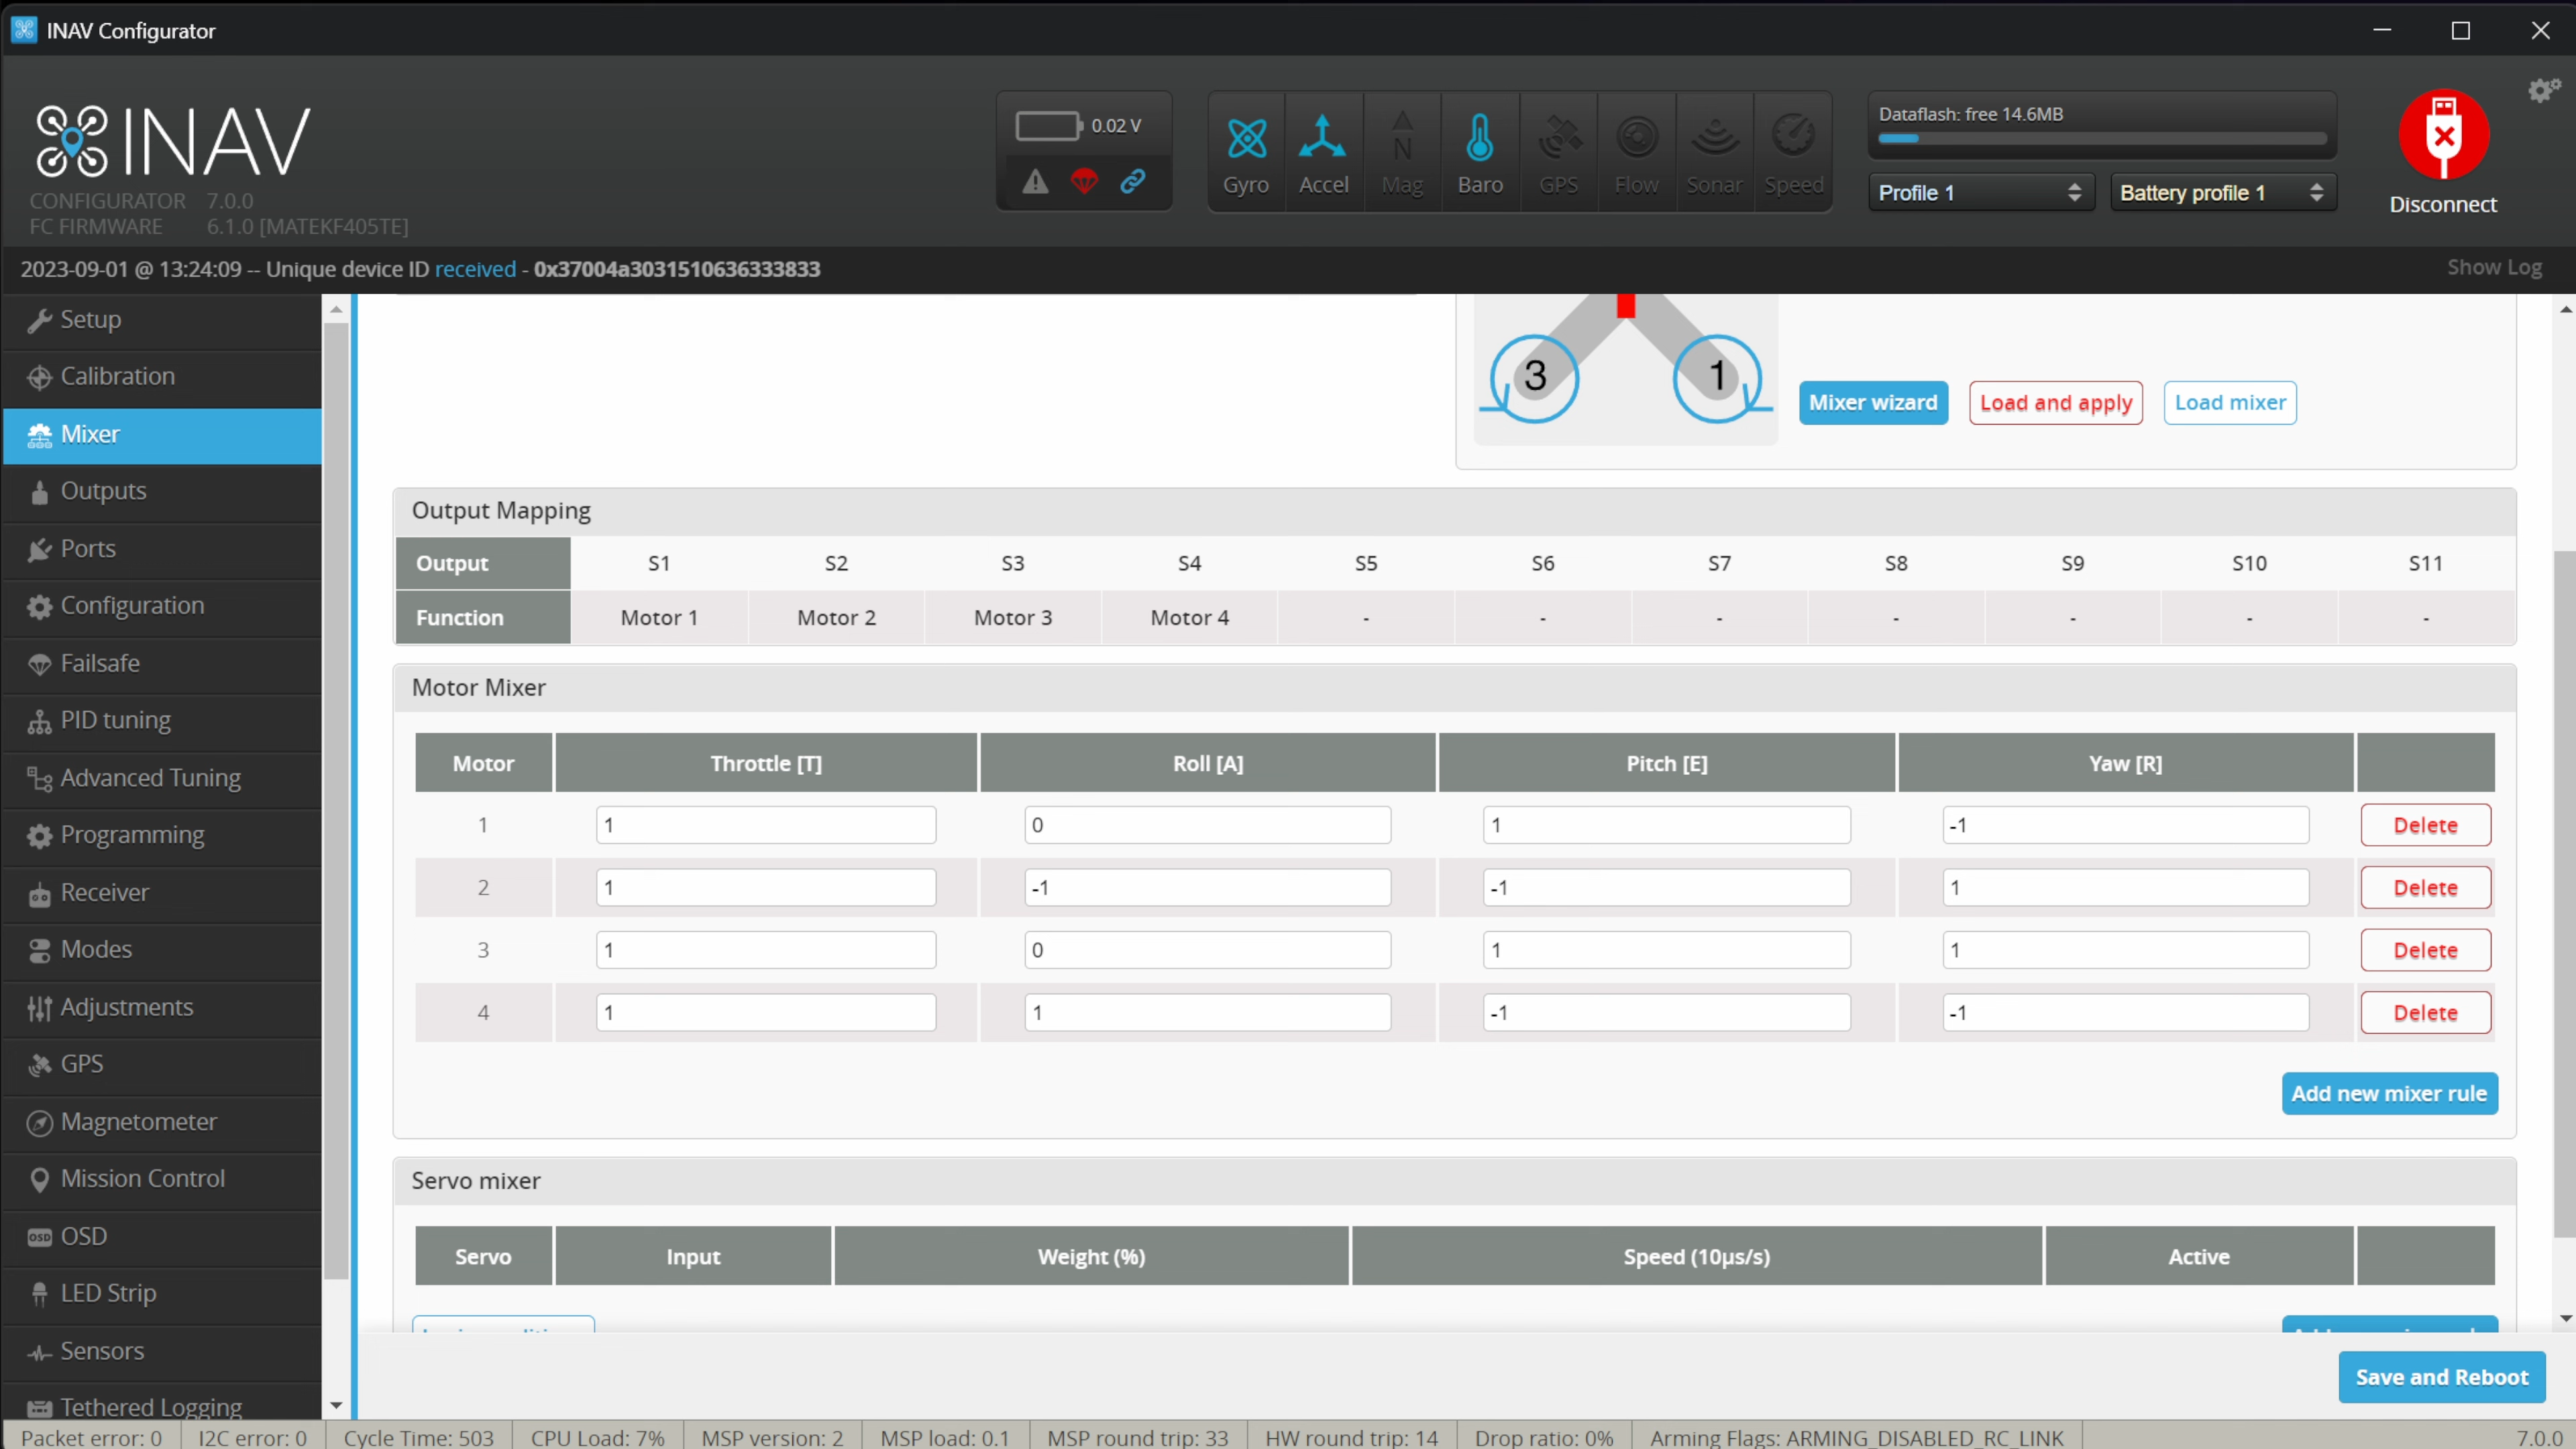 INAV Configurator
INAV
CONFIGURATOR 7.0.0
FC FIRMWARE 6.1.0 [MATEKF405TE]
0.02 V
Gyro Accel Mag Baro GPS Flow Sonar Speed
Dataflash: free 14.6MB
Profile 1 Battery profile 1
Disconnect
2023-09-01 @ 13:24:09 -- Unique device ID received - 0x37004a3031510636333833
Show Log
Setup
Calibration
Mixer
Outputs
Ports
Configuration
Failsafe
PID tuning
Advanced Tuning
Programming
Receiver
Modes
Adjustments
GPS
Magnetometer
Mission Control
OSD
LED Strip
Sensors
Tethered Logging
3 1
Mixer wizard Load and apply Load mixer
Output Mapping
Output S1 S2 S3 S4 S5 S6 S7 S8 S9 S10 S11
Function Motor 1 Motor 2 Motor 3 Motor 4 - - - - - - -
Motor Mixer
Motor Throttle [T] Roll [A] Pitch [E] Yaw [R]
1 1 0 1 -1 Delete
2 1 -1 -1 1 Delete
3 1 0 1 1 Delete
4 1 1 -1 -1 Delete
Add new mixer rule
Servo mixer
Servo Input Weight (%) Speed (10µs/s) Active
Save and Reboot
Packet error: 0 I2C error: 0 Cycle Time: 503 CPU Load: 7% MSP version: 2 MSP load: 0.1 MSP round trip: 33 HW round trip: 14 Drop ratio: 0% Arming Flags: ARMING_DISABLED_RC_LINK 7.0.0